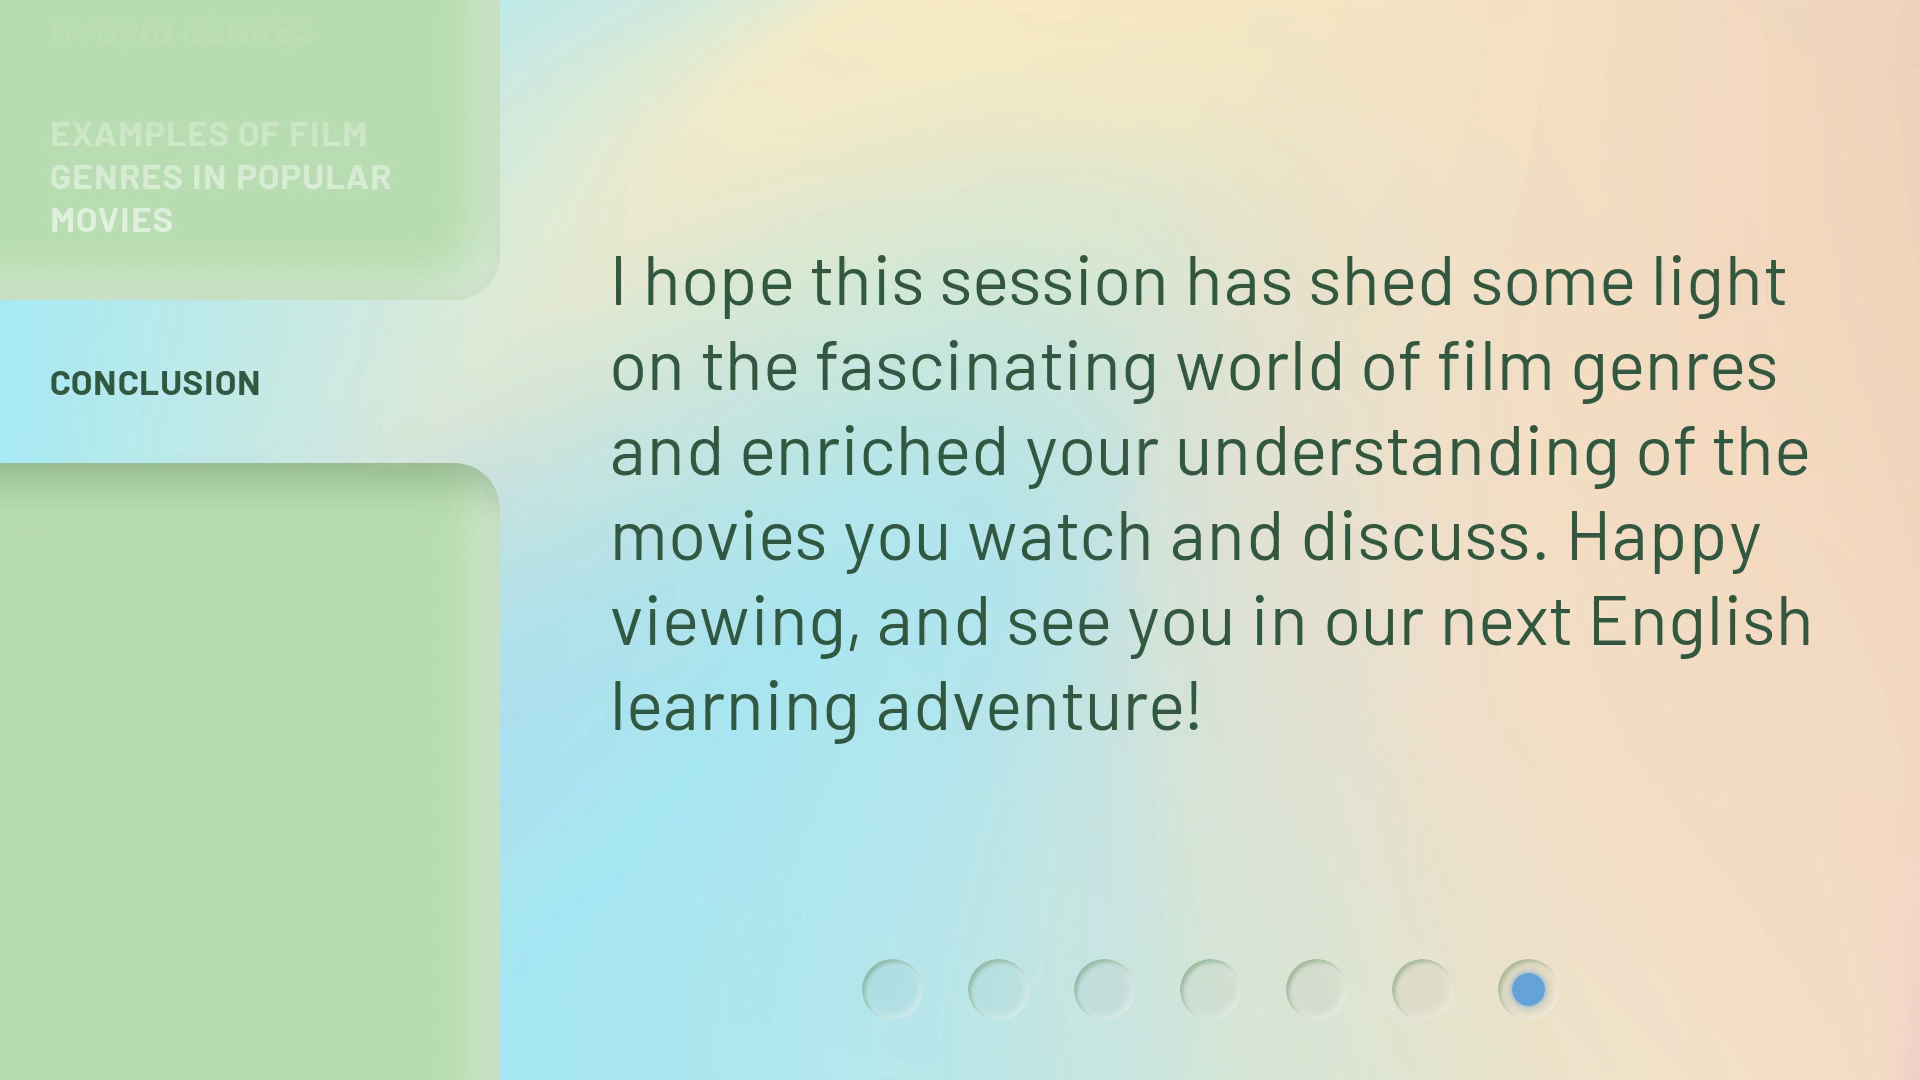 HYBRID GENRES
EXAMPLES OF FILM
GENRES IN POPULAR
MOVIES
CONCLUSION
I hope this session has shed some light
on the fascinating world of film genres
and enriched your understanding of the
movies you watch and discuss. Happy
viewing, and see you in our next English
learning adventure!